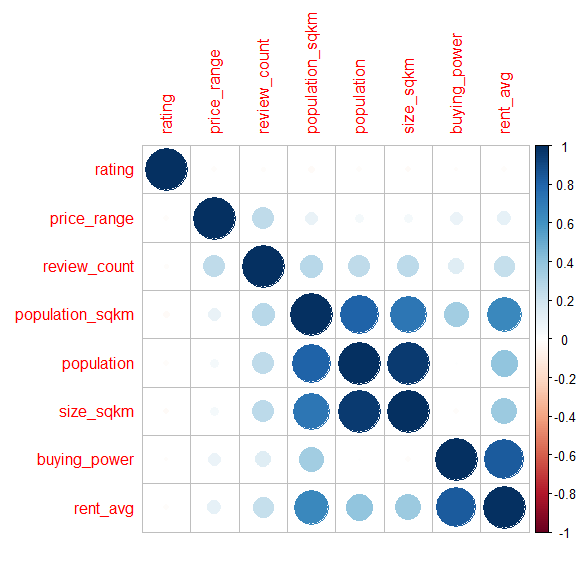 rating
price_range
review_count
population_sqkm
population
size_sqkm
buying_power
rent_avg
rating
price_range
review_count
population_sqkm
population
size_sqkm
buying_power
rent_avg
1
0.8
0.6
0.4
0.2
0
-0.2
-0.4
-0.6
-0.8
-1